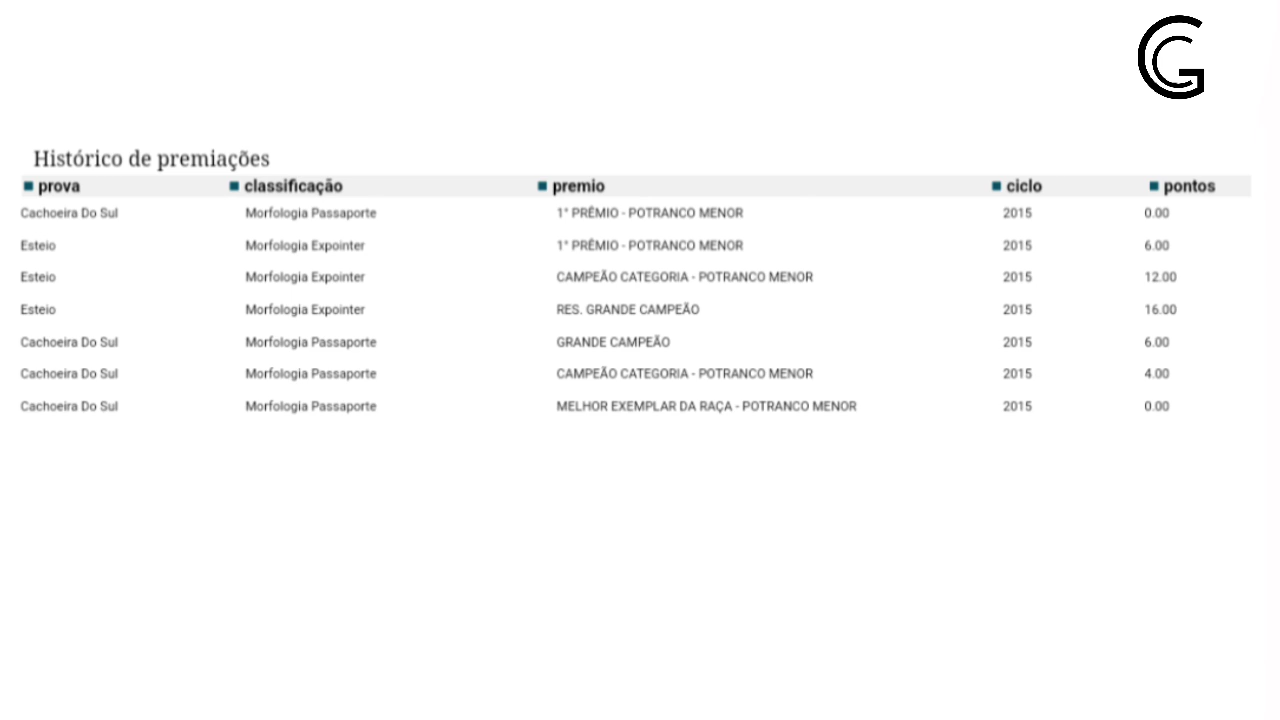 G
Histórico de premiações
prova classificação premio ciclo pontos
Cachoeira Do Sul Morfologia Passaporte 1° PRÊMIO - POTRANCO MENOR 2015 0.00
Esteio Morfologia Expointer 1° PRÊMIO - POTRANCO MENOR 2015 6.00
Esteio Morfologia Expointer CAMPEÃO CATEGORIA - POTRANCO MENOR 2015 12.00
Esteio Morfologia Expointer RES. GRANDE CAMPEÃO 2015 16.00
Cachoeira Do Sul Morfologia Passaporte GRANDE CAMPEÃO 2015 6.00
Cachoeira Do Sul Morfologia Passaporte CAMPEÃO CATEGORIA - POTRANCO MENOR 2015 4.00
Cachoeira Do Sul Morfologia Passaporte MELHOR EXEMPLAR DA RAÇA - POTRANCO MENOR 2015 0.00